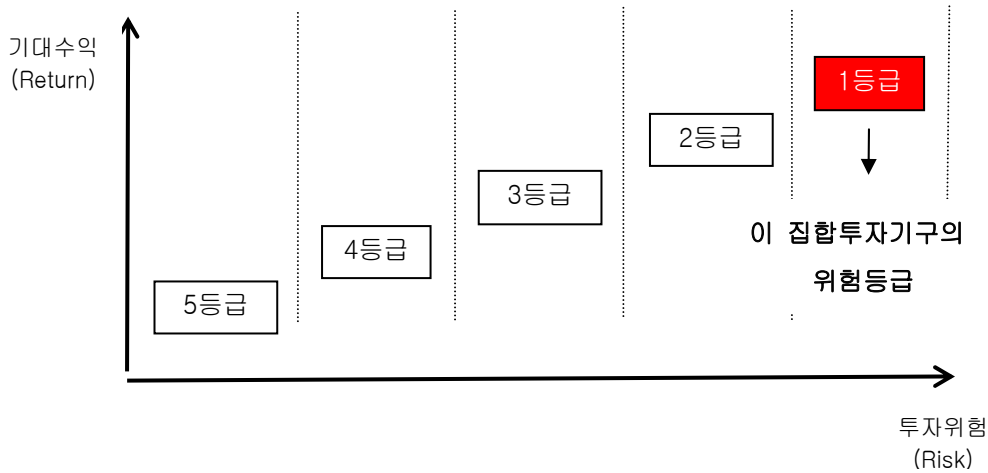 기대수익
(Return)
1등급
2등급
3등급
이 집합투자기구의
위험등급
4등급
5등급
투자위험
(Risk)